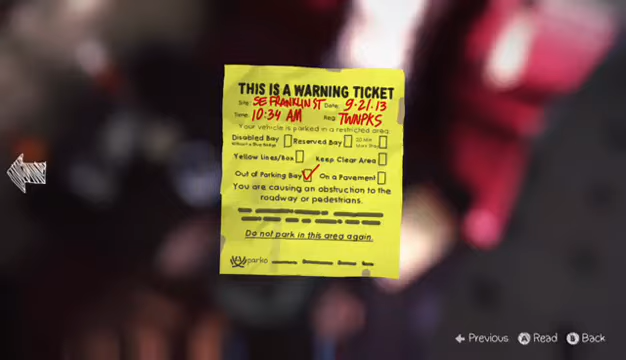 THIS IS A WARNING TICKET
Site: SE FRANKLIN ST Date: 9-21-13
Time: 10:34 AM Reg: TWNPKS
Your vehicle is parked in a restricted area:
Disabled Bay Reserved Bay
Yellow Lines/Box Keep Clear Area
Out of Parking Bay On a Pavement
You are causing an obstruction to the
roadway or pedestrians.
Do not park in this area again.
Previous A Read B Back